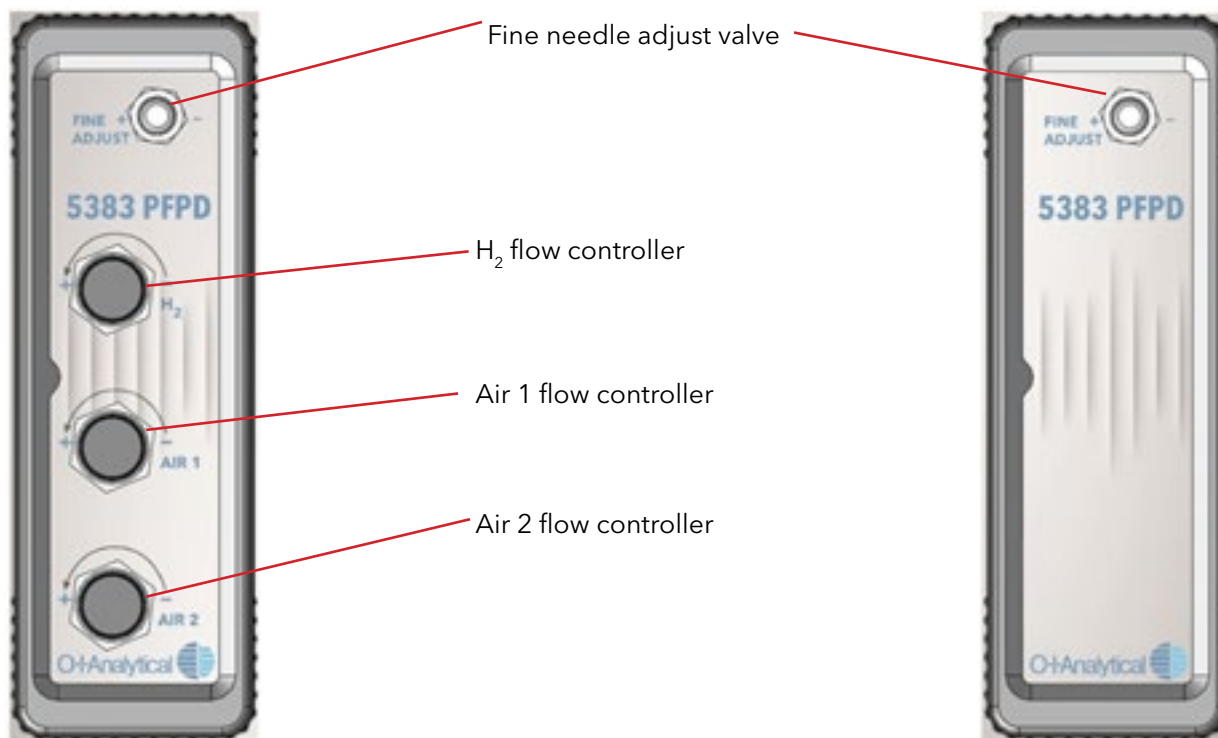 Fine needle adjust valve
FINE + -
ADJUST
5383 PFPD
H₂ flow controller
+ -
H₂
Air 1 flow controller
+ -
AIR 1
Air 2 flow controller
+ -
AIR 2
O+I Analytical
FINE + -
ADJUST
5383 PFPD
O+I Analytical